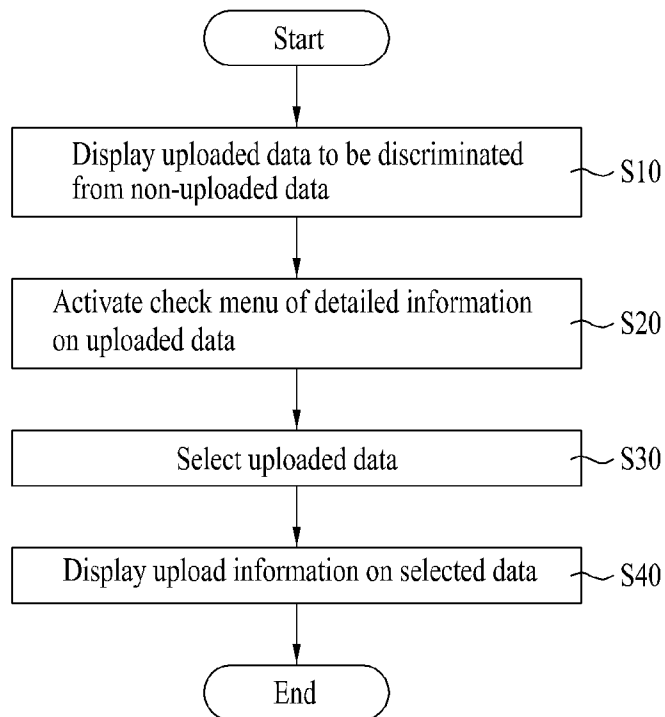 Start
Display uploaded data to be discriminated
from non-uploaded data
S10
Activate check menu of detailed information
on uploaded data
S20
Select uploaded data
S30
Display upload information on selected data
S40
End